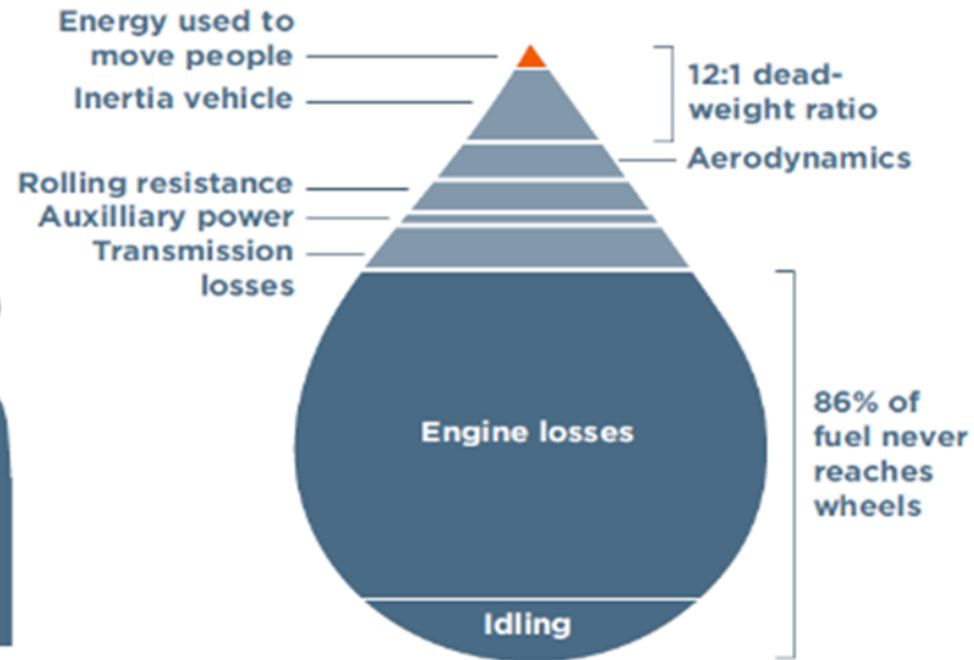 Energy used to
move people
Inertia vehicle
12:1 dead-
weight ratio
Aerodynamics
Rolling resistance
Auxilliary power
Transmission
losses
Engine losses
86% of
fuel never
reaches
wheels
Idling